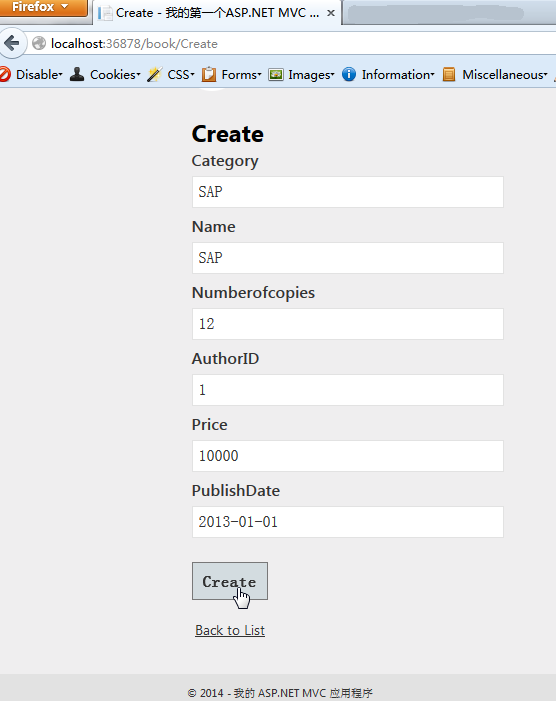 Firefox
Create - 我的第一个ASP.NET MVC ...
localhost:36878/book/Create
Disable Cookies CSS Forms Images Information Miscellaneous
Create
Category
SAP
Name
SAP
Numberofcopies
12
AuthorID
1
Price
10000
PublishDate
2013-01-01
Create
Back to List
© 2014 - 我的 ASP.NET MVC 应用程序